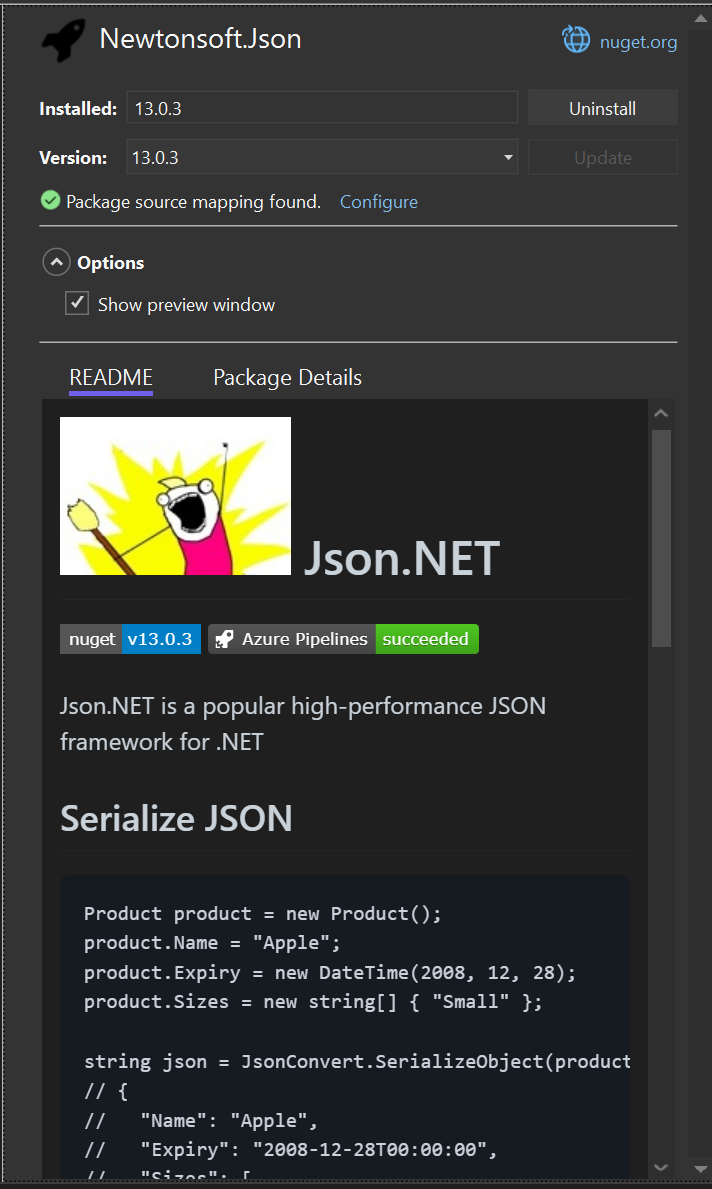 Newtonsoft.Json
nuget.org
Installed: 13.0.3 Uninstall
Version: 13.0.3 Update
Package source mapping found. Configure
Options
Show preview window
README Package Details
Json.NET
nuget v13.0.3 Azure Pipelines succeeded
Json.NET is a popular high-performance JSON
framework for .NET
Serialize JSON
Product product = new Product();
product.Name = "Apple";
product.Expiry = new DateTime(2008, 12, 28);
product.Sizes = new string[] { "Small" };
string json = JsonConvert.SerializeObject(product
// {
//   "Name": "Apple",
//   "Expiry": "2008-12-28T00:00:00",
//   "Sizes": [